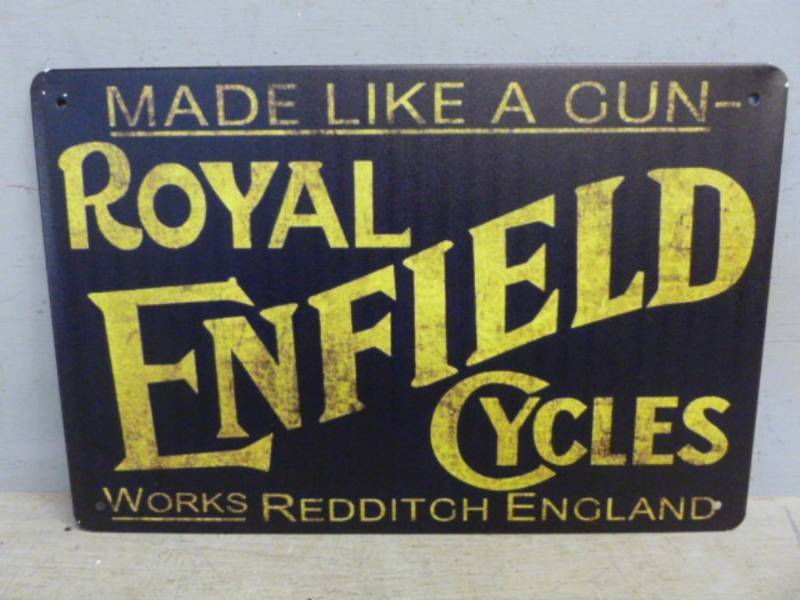 MADE LIKE A GUN-
ROYAL
ENFIELD
CYCLES
WORKS REDDITCH ENGLAND